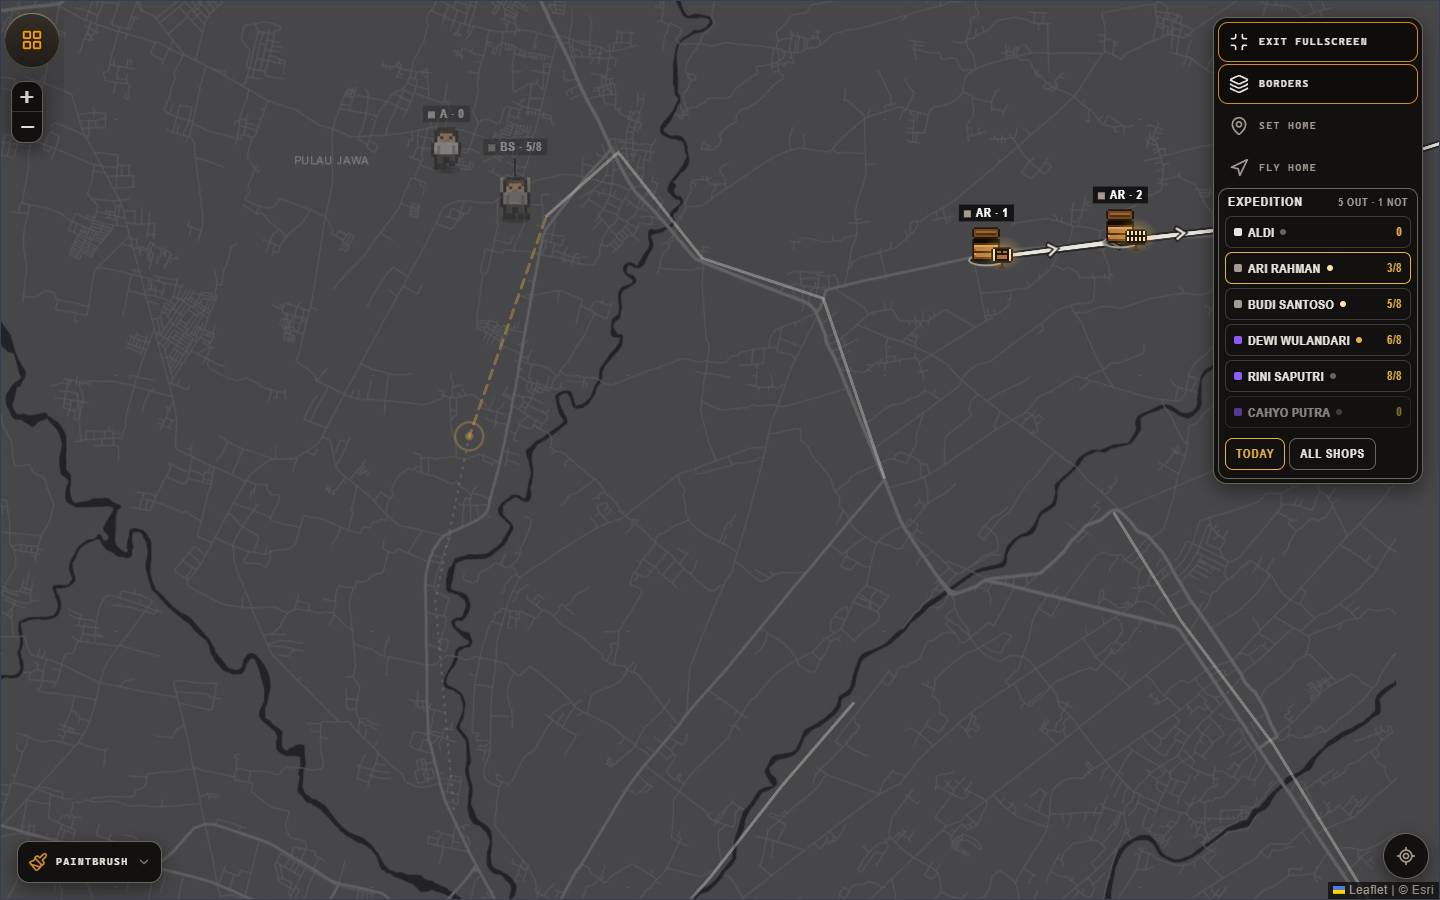 EXIT FULLSCREEN
BORDERS
SET HOME
FLY HOME
EXPEDITION 5 OUT · 1 NOT
ALDI 0
ARI RAHMAN 3/8
BUDI SANTOSO 5/8
DEWI WULANDARI 6/8
RINI SAPUTRI 8/8
CAHYO PUTRA 0
TODAY ALL SHOPS
+
−
A · 0
BS · 5/8
PULAU JAWA
AR · 1
AR · 2
PAINTBRUSH
Leaflet | © Esri